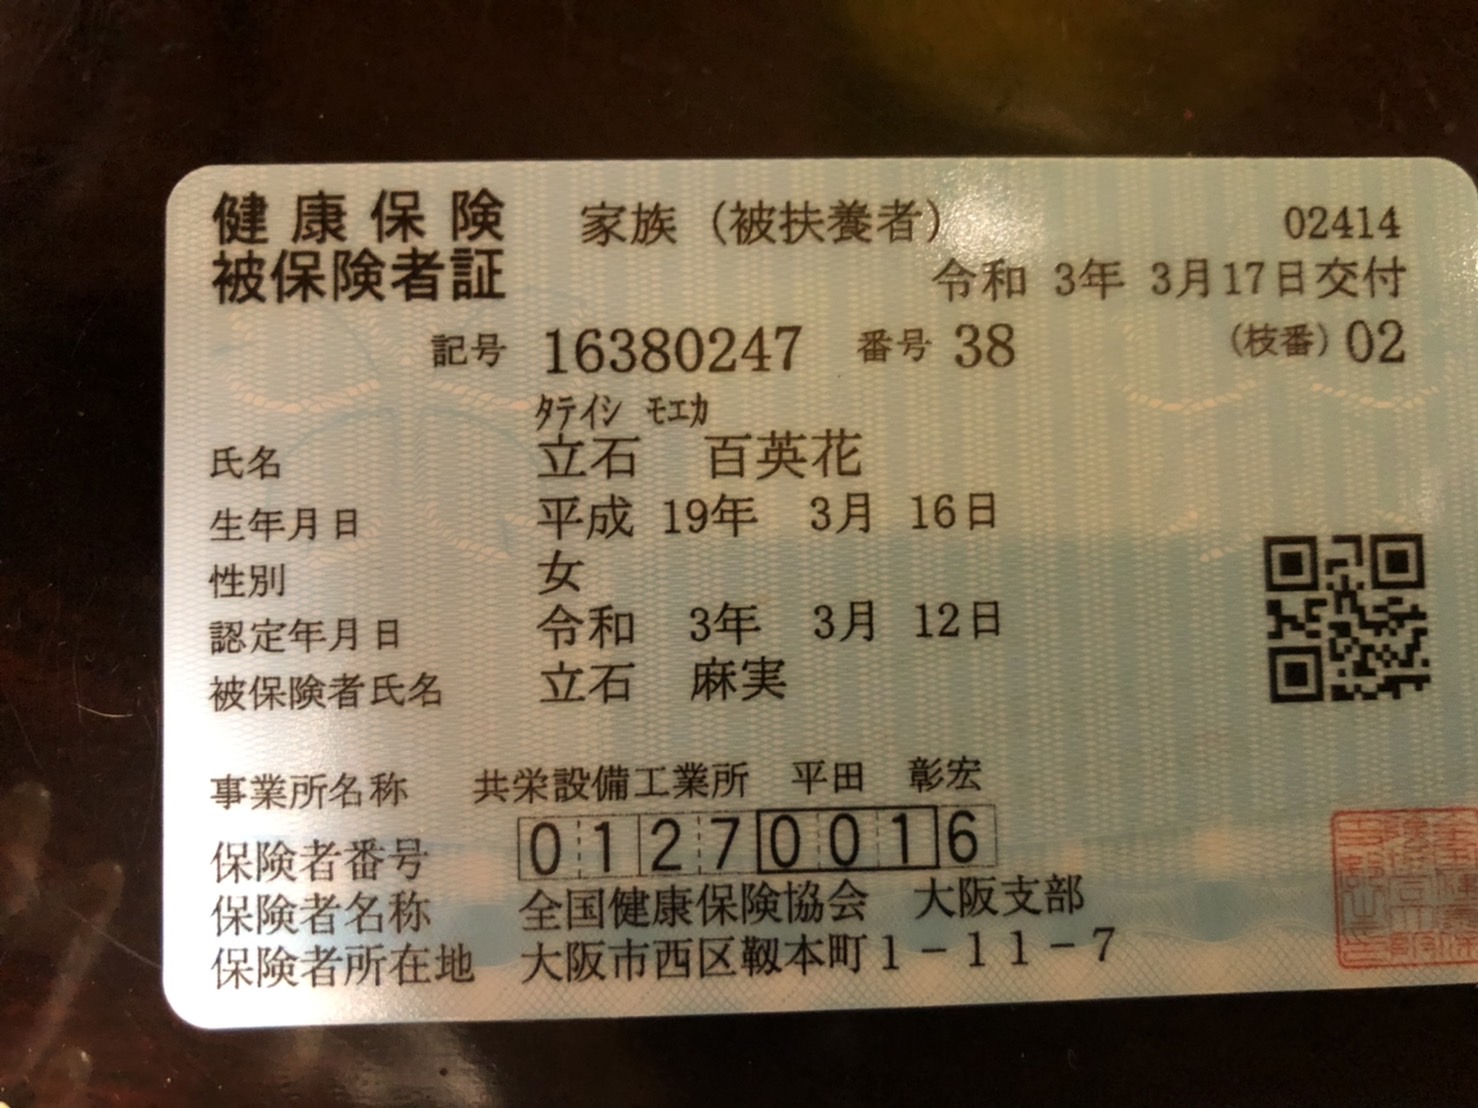 健康保険 家族（被扶養者） 02414
被保険者証 令和 3年 3月17日交付
記号 16380247 番号 38 (枝番) 02
ﾀﾃｲｼ ﾓｴｶ
氏名 立石 百英花
生年月日 平成 19年 3月 16日
性別 女
認定年月日 令和 3年 3月 12日
被保険者氏名 立石 麻実
事業所名称 共栄設備工業所 平田 彰宏
保険者番号 01270016
保険者名称 全国健康保険協会 大阪支部
保険者所在地 大阪市西区靱本町1-11-7